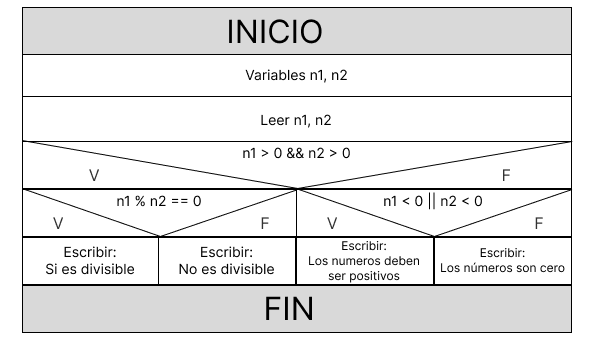 INICIO
Variables n1, n2
Leer n1, n2
n1 > 0 && n2 > 0
V
F
n1 % n2 == 0
V
F
n1 < 0 || n2 < 0
V
F
Escribir:
Si es divisible
Escribir:
No es divisible
Escribir:
Los numeros deben
ser positivos
Escribir:
Los números son cero
FIN